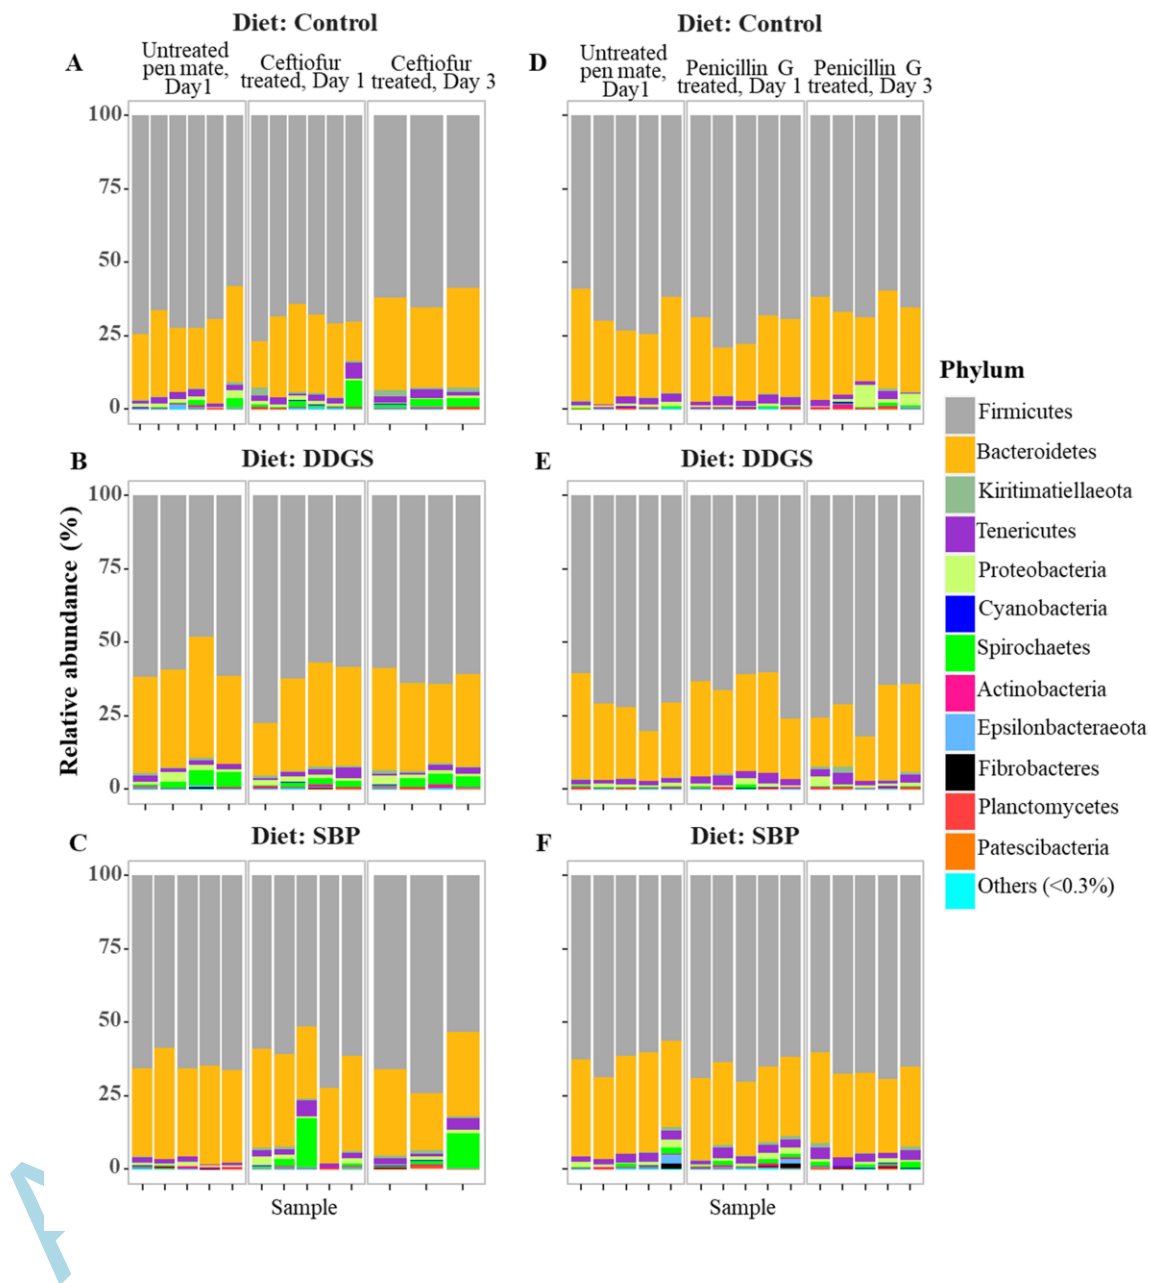 Diet: Control
Diet: Control
A
Untreated
pen mate,
Day1
Ceftiofur
treated, Day 1
Ceftiofur
treated, Day 3
D
Untreated
pen mate,
Day1
Penicillin G
treated, Day 1
Penicillin G
treated, Day 3
100
75
50
25
0
B
Diet: DDGS
E
Diet: DDGS
100
75
50
25
0
Relative abundance (%)
C
Diet: SBP
F
Diet: SBP
100
75
50
25
0
Sample
Sample
Phylum
Firmicutes
Bacteroidetes
Kiritimatiellaeota
Tenericutes
Proteobacteria
Cyanobacteria
Spirochaetes
Actinobacteria
Epsilonbacteraeota
Fibrobacteres
Planctomycetes
Patescibacteria
Others (<0.3%)